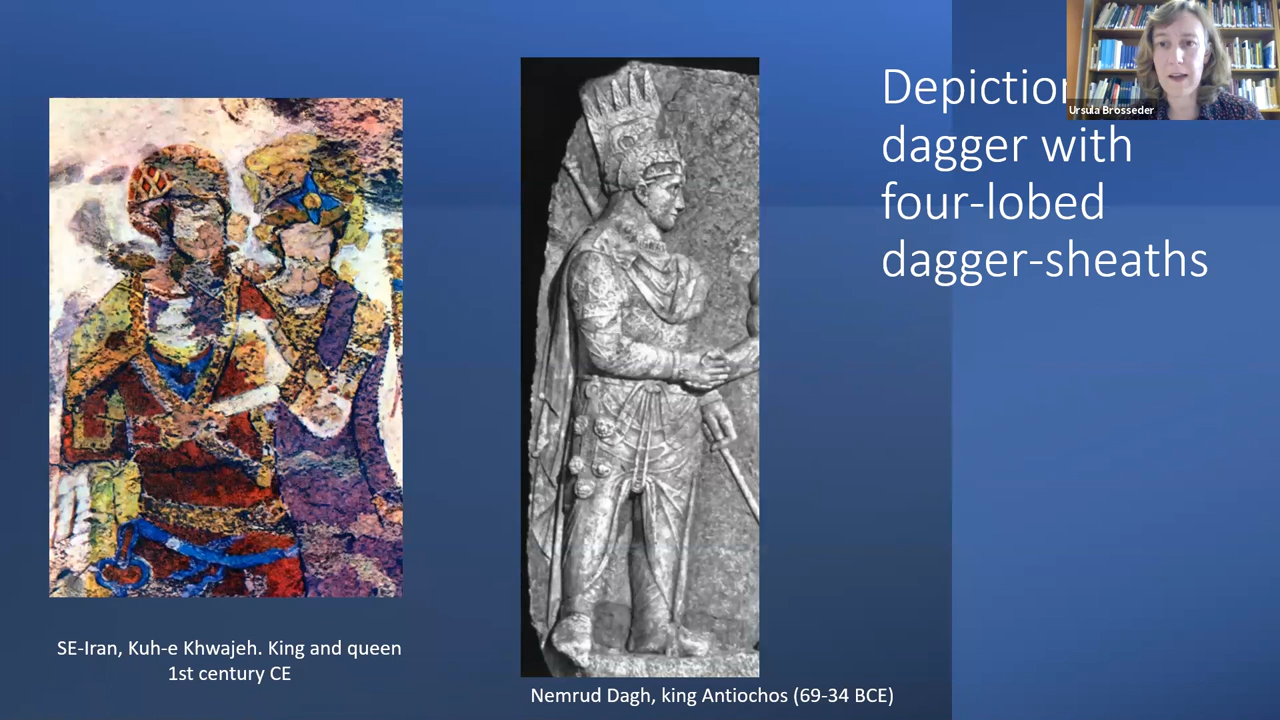 Depiction
dagger with
four-lobed
dagger-sheaths
Ursula Brosseder
SE-Iran, Kuh-e Khwajeh. King and queen
1st century CE
Nemrud Dagh, king Antiochos (69-34 BCE)